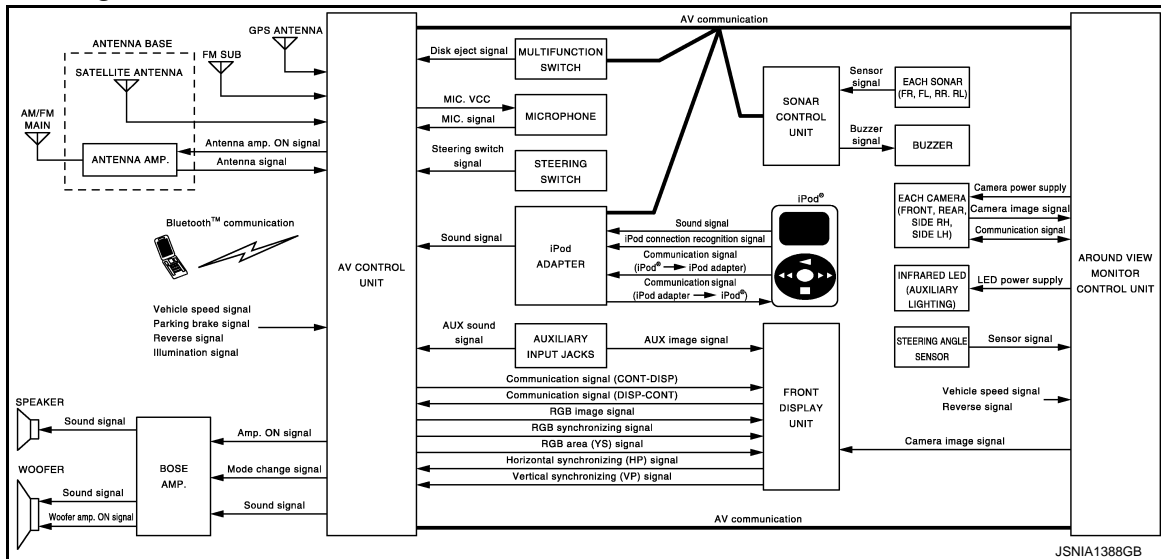 AV communication
GPS ANTENNA
ANTENNA BASE
FM SUB
SATELLITE ANTENNA
AM/FM
MAIN
ANTENNA AMP.
Antenna amp. ON signal
Antenna signal
Bluetooth™ communication
Vehicle speed signal
Parking brake signal
Reverse signal
Illumination signal
SPEAKER
Sound signal
WOOFER
Sound signal
Woofer amp. ON signal
BOSE
AMP.
Amp. ON signal
Mode change signal
Sound signal
AV CONTROL
UNIT
Disk eject signal
MULTIFUNCTION
SWITCH
MIC. VCC
MIC. signal
MICROPHONE
Steering switch
signal
STEERING
SWITCH
Sound signal
iPod
ADAPTER
Sound signal
iPod connection recognition signal
Communication signal
(iPod® → iPod adapter)
Communication signal
(iPod adapter → iPod®)
iPod®
AUX sound
signal
AUXILIARY
INPUT JACKS
AUX image signal
Communication signal (CONT-DISP)
Communication signal (DISP-CONT)
RGB image signal
RGB synchronizing signal
RGB area (YS) signal
Horizontal synchronizing (HP) signal
Vertical synchronizing (VP) signal
FRONT
DISPLAY
UNIT
SONAR
CONTROL
UNIT
Sensor
signal
EACH SONAR
(FR, FL, RR. RL)
Buzzer
signal
BUZZER
EACH CAMERA
(FRONT, REAR,
SIDE RH,
SIDE LH)
Camera power supply
Camera image signal
Communication signal
INFRARED LED
(AUXILIARY
LIGHTING)
LED power supply
STEERING ANGLE
SENSOR
Sensor signal
Vehicle speed signal
Reverse signal
Camera image signal
AROUND VIEW
MONITOR
CONTROL UNIT
AV communication
JSNIA1388GB